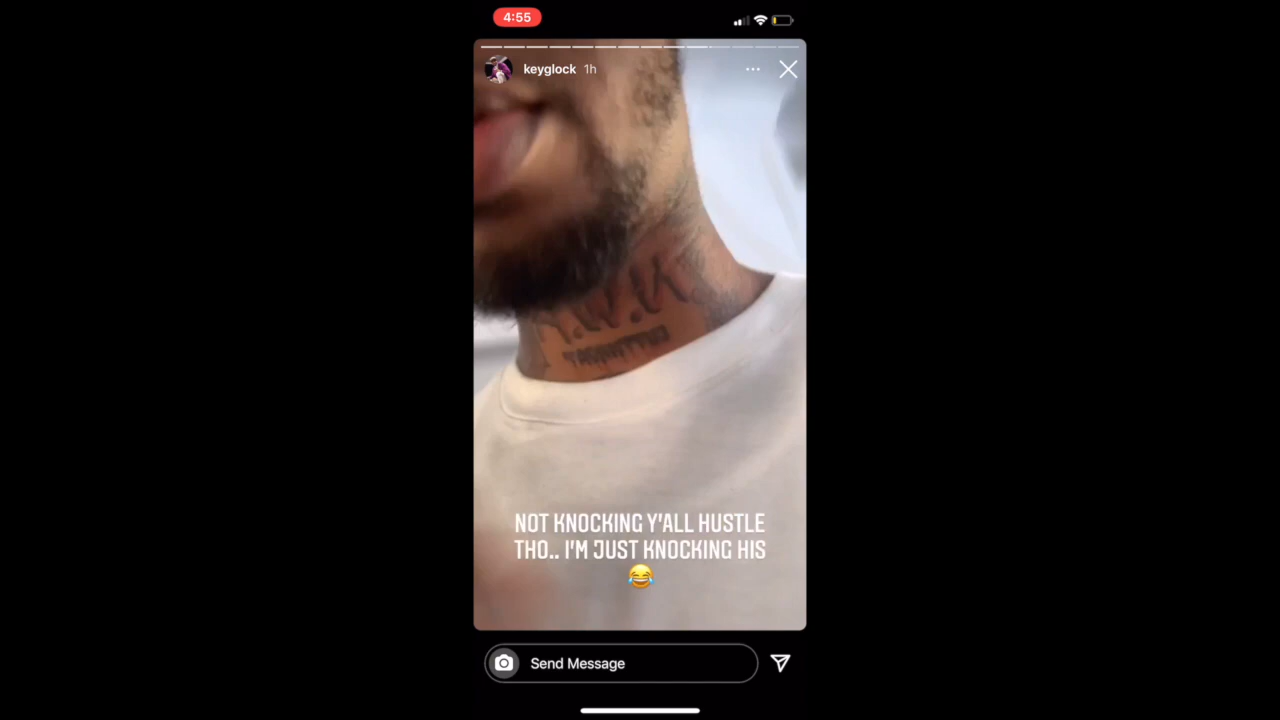 4:55
keyglock 1h
NOT KNOCKING Y'ALL HUSTLE
THO.. I'M JUST KNOCKING HIS
😂
Send Message